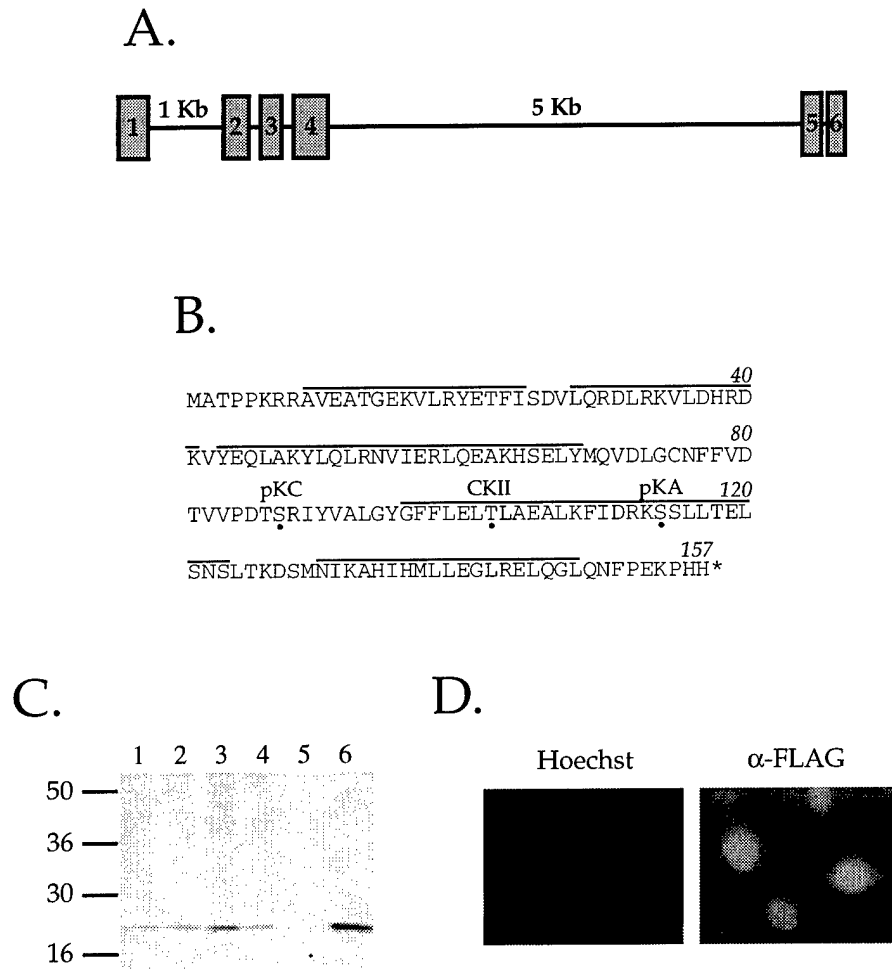 A.
1 1 Kb 2 3 4 5 Kb 5 6
B.
40
MATPPKRRAVEATGEKVLRYETFISDVLQRDLRKVLDHRD
80
KVYEQLAKYLQLRNVIERLQEAKHSELYMQVDLGCNFFVD
pKC CKII pKA 120
TVVPDTSRIYVALGYGFFLELTLAEALKFIDRKSSLLTEL
157
SNSLTKDSMNIKAHIHMLLEGLRELQGLQNFPEKPHH*
C.
1 2 3 4 5 6
50
36
30
16
D.
Hoechst α-FLAG